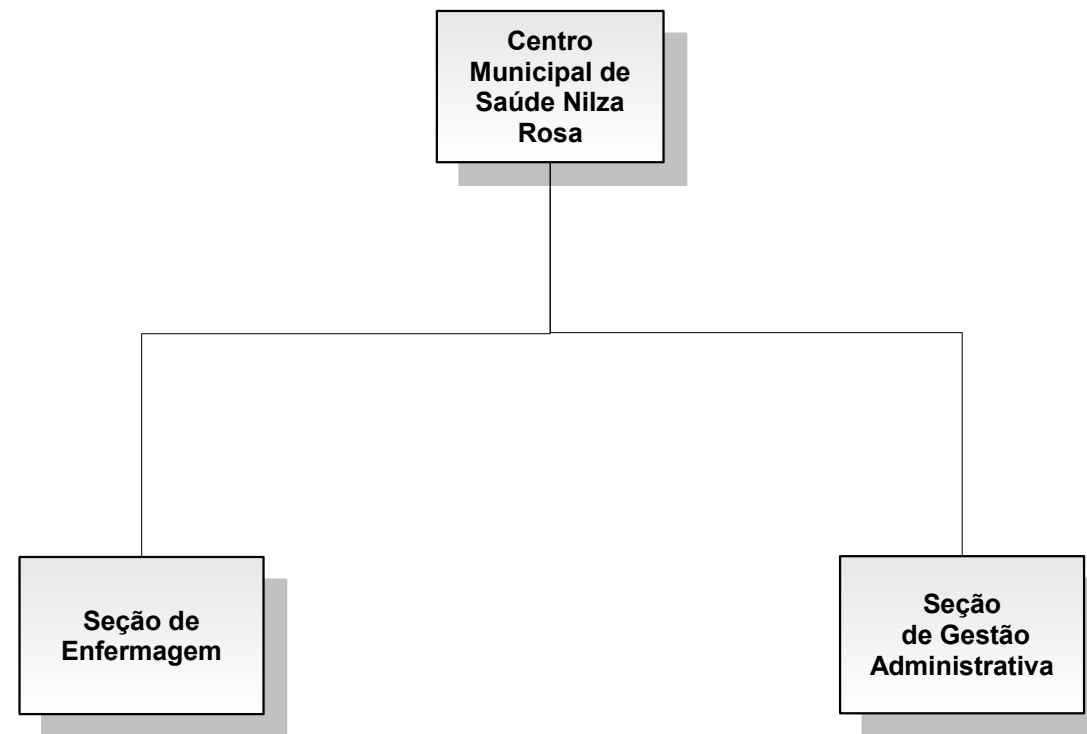 Centro
Municipal de
Saúde Nilza
Rosa
Seção de
Enfermagem
Seção
de Gestão
Administrativa